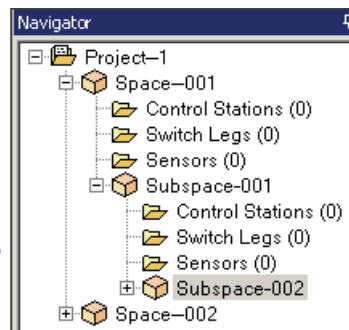 Navigator
Project—1
Space—001
Control Stations (0)
Switch Legs (0)
Sensors (0)
Subspace-001
Control Stations (0)
Switch Legs (0)
Sensors (0)
Subspace-002
Space—002